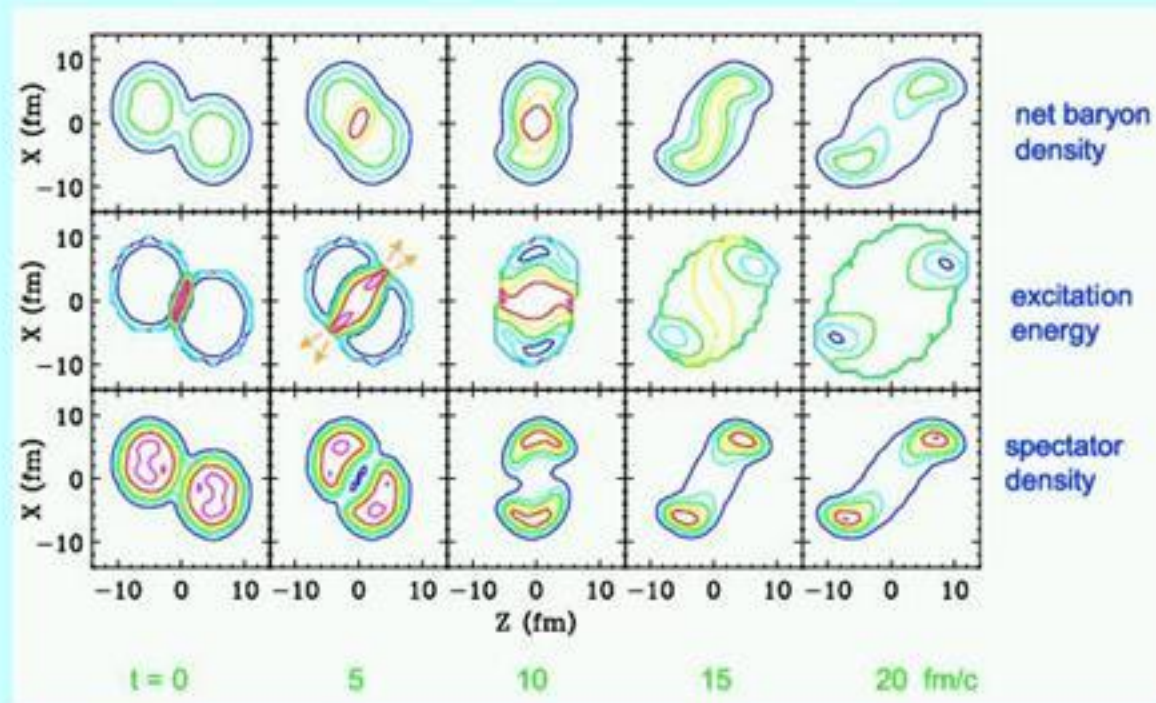 10
X (fm)
0
−10
net baryon
density
10
X (fm)
0
−10
excitation
energy
10
X (fm)
0
−10
spectator
density
−10 0 10 −10 0 10 −10 0 10 −10 0 10 −10 0 10
Z (fm)
t = 0 5 10 15 20 fm/c